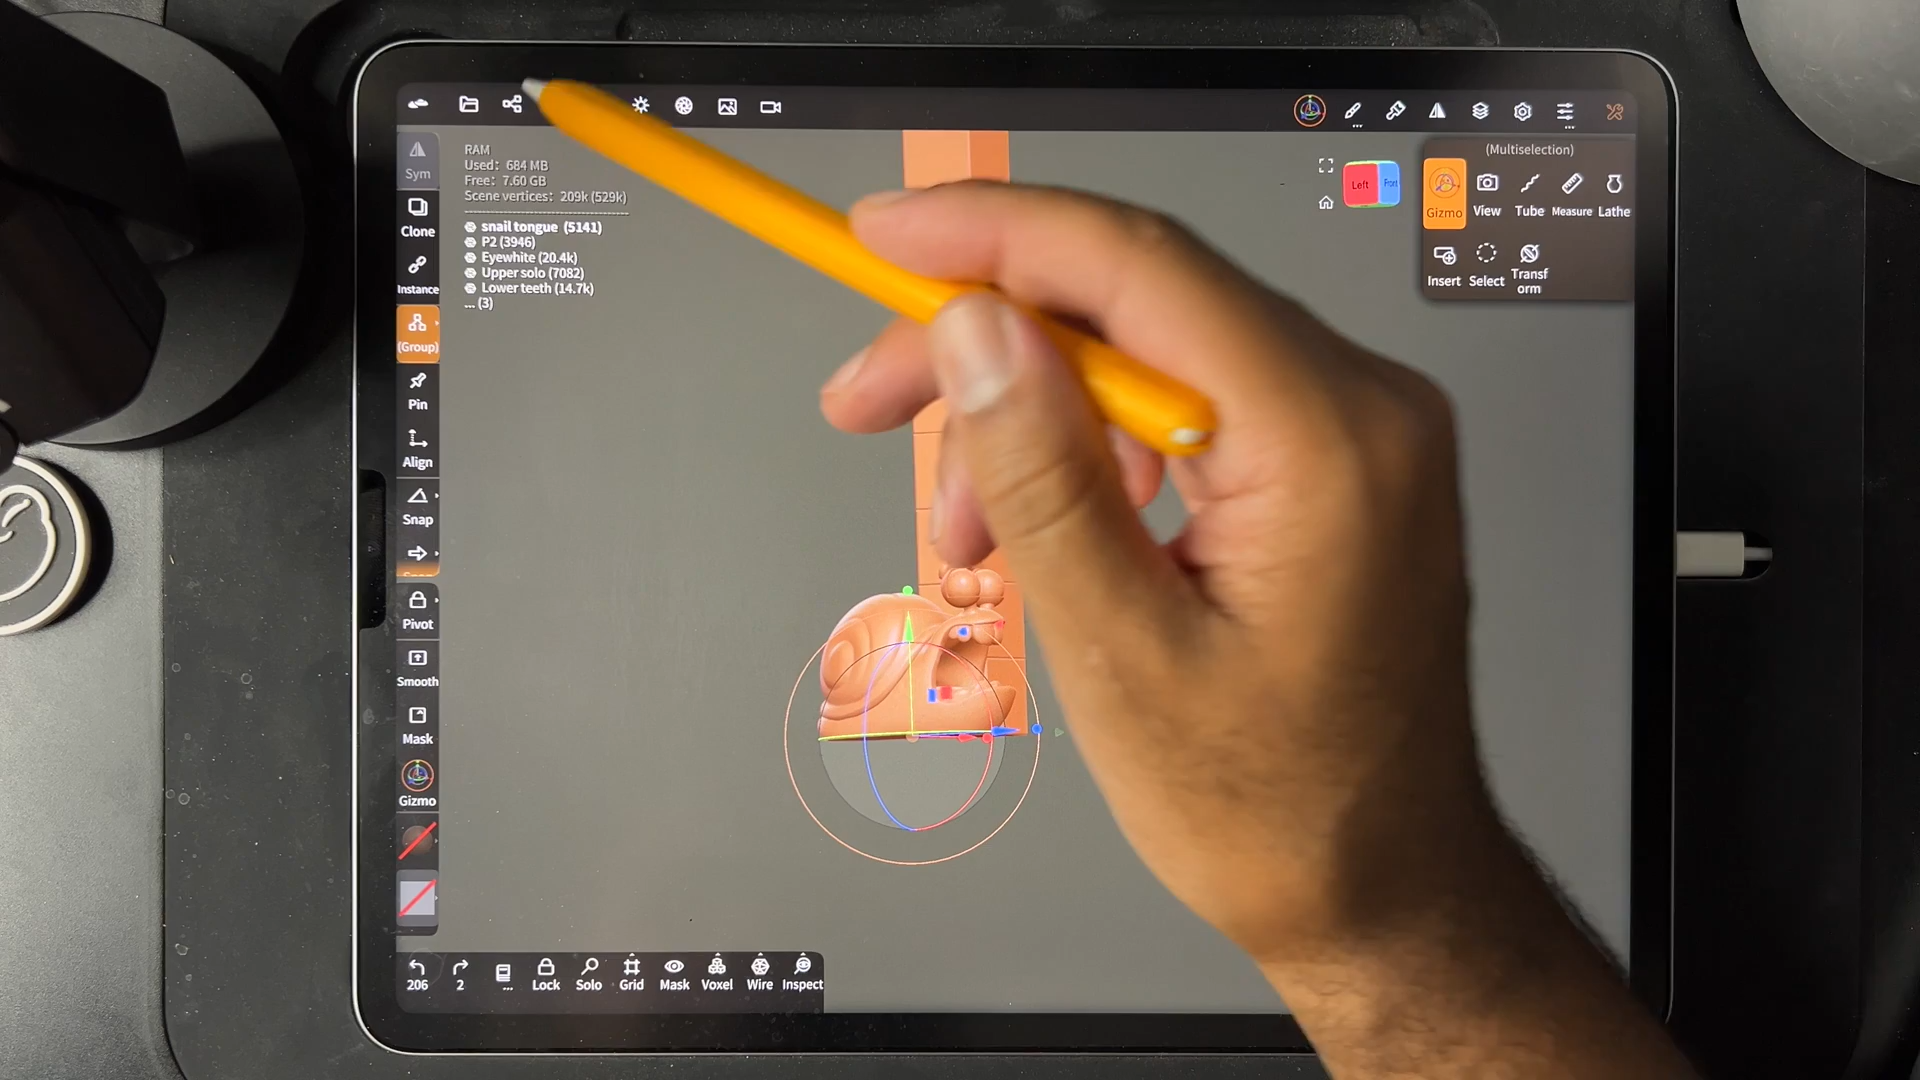 RAM
Used: 684 MB
Free: 7.60 GB
Scene vertices: 209k (529k)
snail tongue (5141)
P2 (3946)
Eyewhite (20.4k)
Upper solo (7082)
Lower teeth (14.7k)
... (3)
Sym
Clone
Instance
(Group)
Pin
Align
Snap
Pivot
Smooth
Mask
Gizmo
206
2
...
Lock
Solo
Grid
Mask
Voxel
Wire
Inspect
Left
Front
(Multiselection)
Gizmo
View
Tube
Measure
Lathe
Insert
Select
Transf
orm